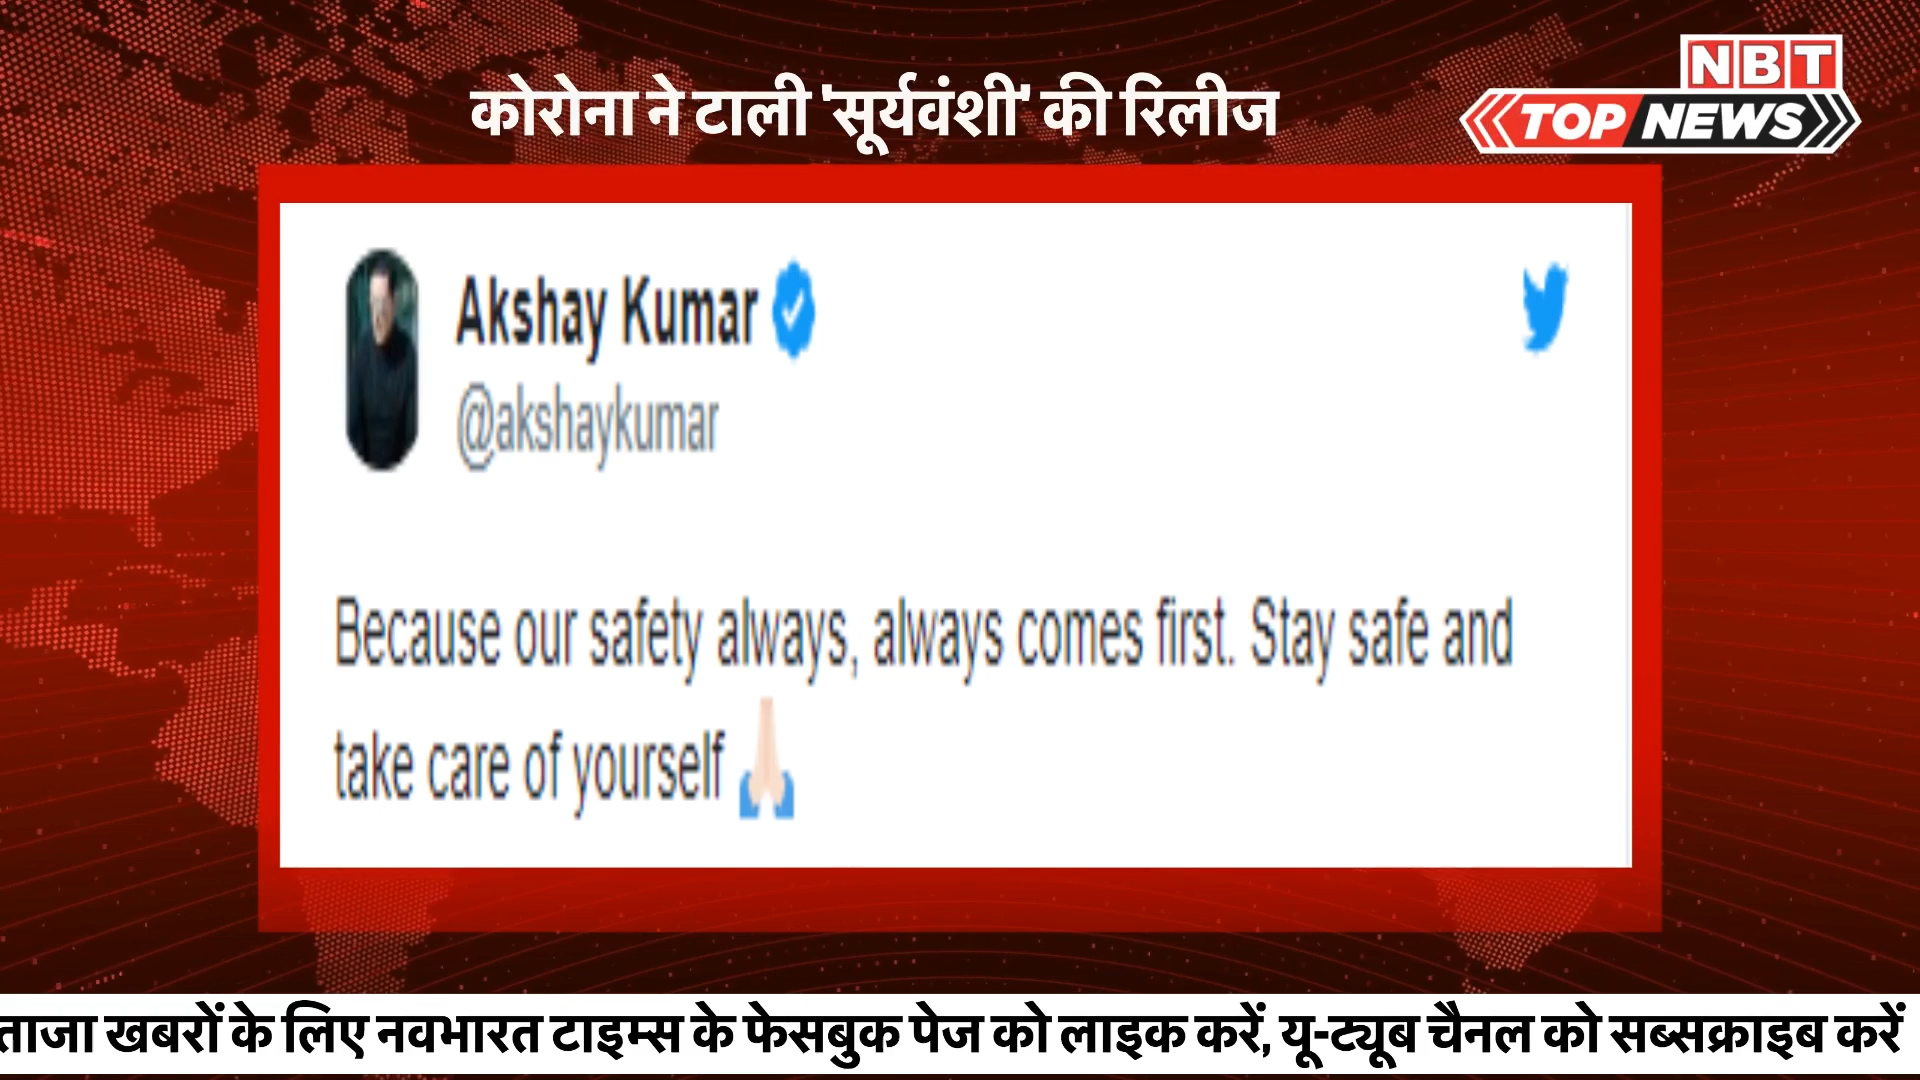 कोरोना ने टाली 'सूर्यवंशी' की रिलीज
NBT
TOP NEWS
Akshay Kumar
@akshaykumar
Because our safety always, always comes first. Stay safe and
take care of yourself 🙏🏻
ताजा खबरों के लिए नवभारत टाइम्स के फेसबुक पेज को लाइक करें, यू-ट्यूब चैनल को सब्सक्राइब करें